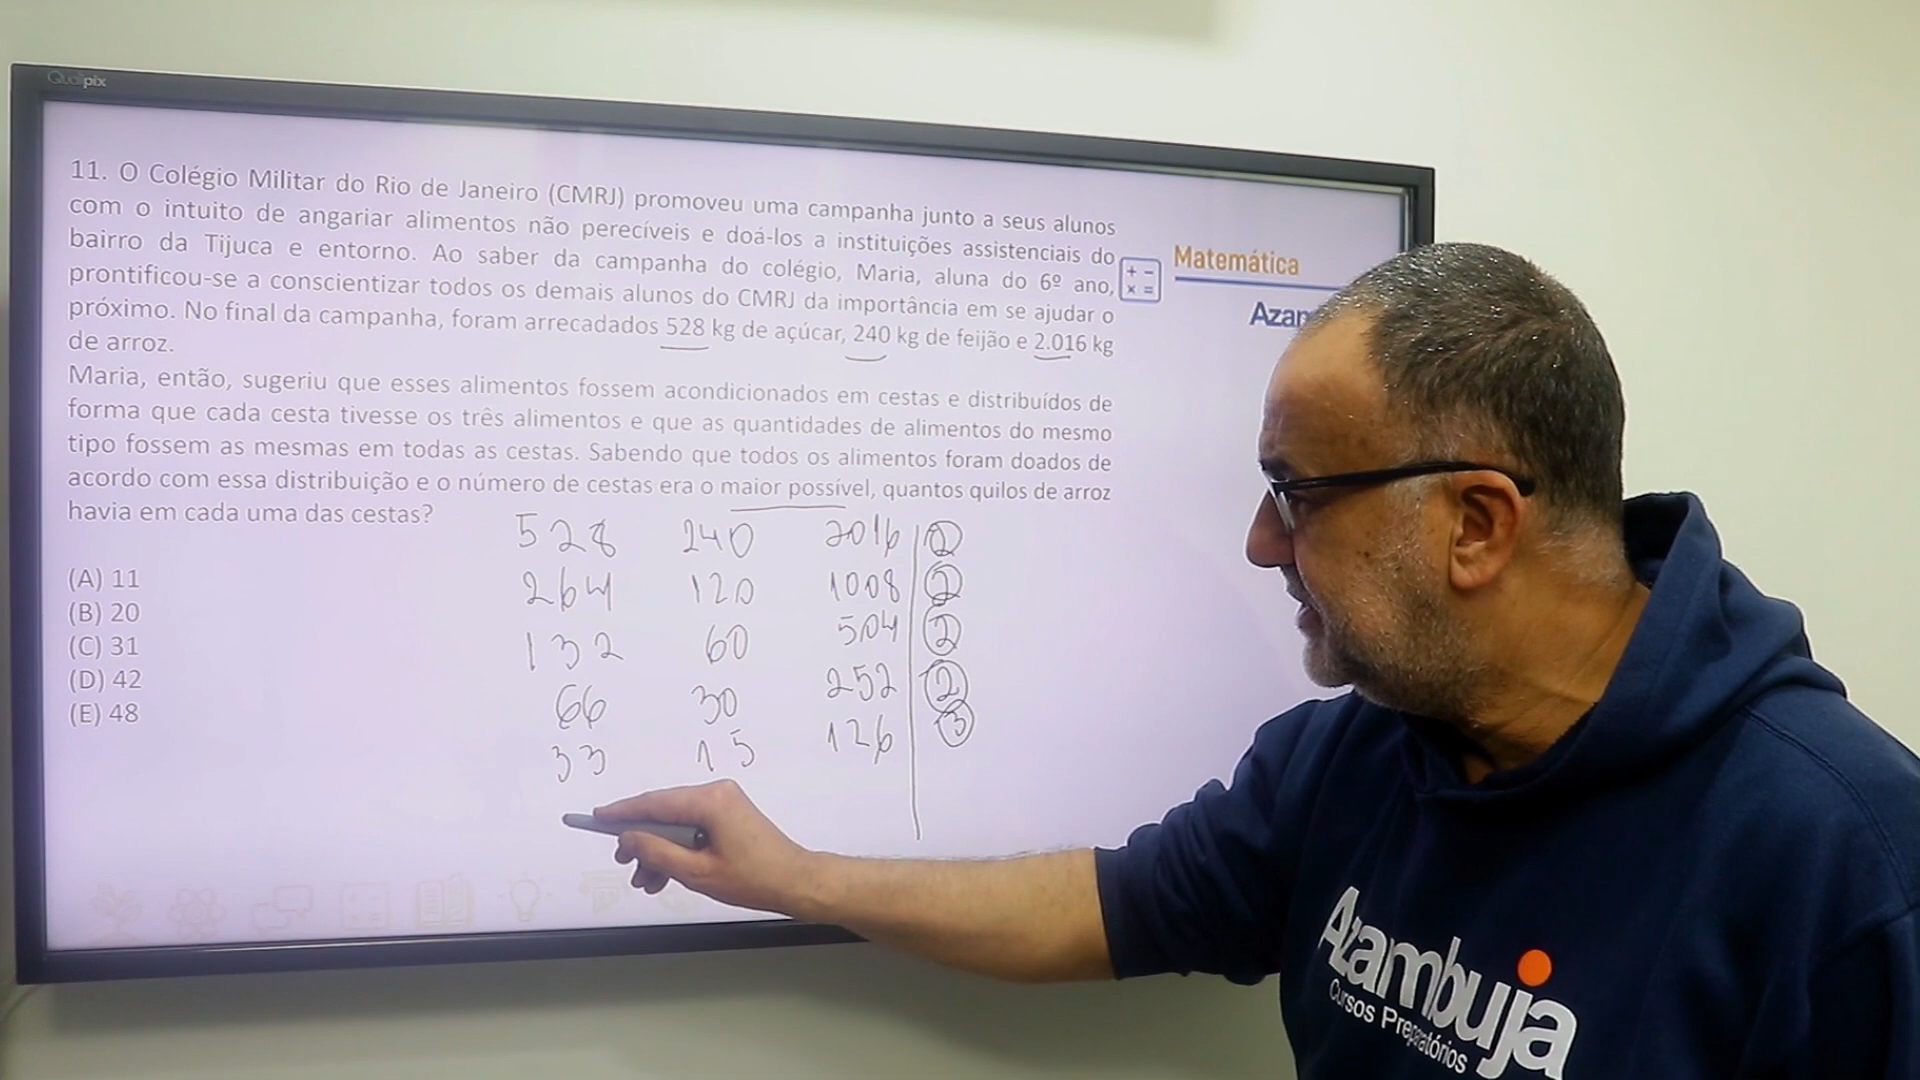 Qualipix
11. O Colégio Militar do Rio de Janeiro (CMRJ) promoveu uma campanha junto a seus alunos
com o intuito de angariar alimentos não perecíveis e doá-los a instituições assistenciais do
bairro da Tijuca e entorno. Ao saber da campanha do colégio, Maria, aluna do 6º ano,
prontificou-se a conscientizar todos os demais alunos do CMRJ da importância em se ajudar o
próximo. No final da campanha, foram arrecadados 528 kg de açúcar, 240 kg de feijão e 2.016 kg
de arroz.
Maria, então, sugeriu que esses alimentos fossem acondicionados em cestas e distribuídos de
forma que cada cesta tivesse os três alimentos e que as quantidades de alimentos do mesmo
tipo fossem as mesmas em todas as cestas. Sabendo que todos os alimentos foram doados de
acordo com essa distribuição e o número de cestas era o maior possível, quantos quilos de arroz
havia em cada uma das cestas?
(A) 11
(B) 20
(C) 31
(D) 42
(E) 48
528 240 2016 2
264 120 1008 2
132 60 504 2
66 30 252 2
33 15 126 3
+ -
× =
Matemática
Azam
Azambuja
Cursos Preparatórios